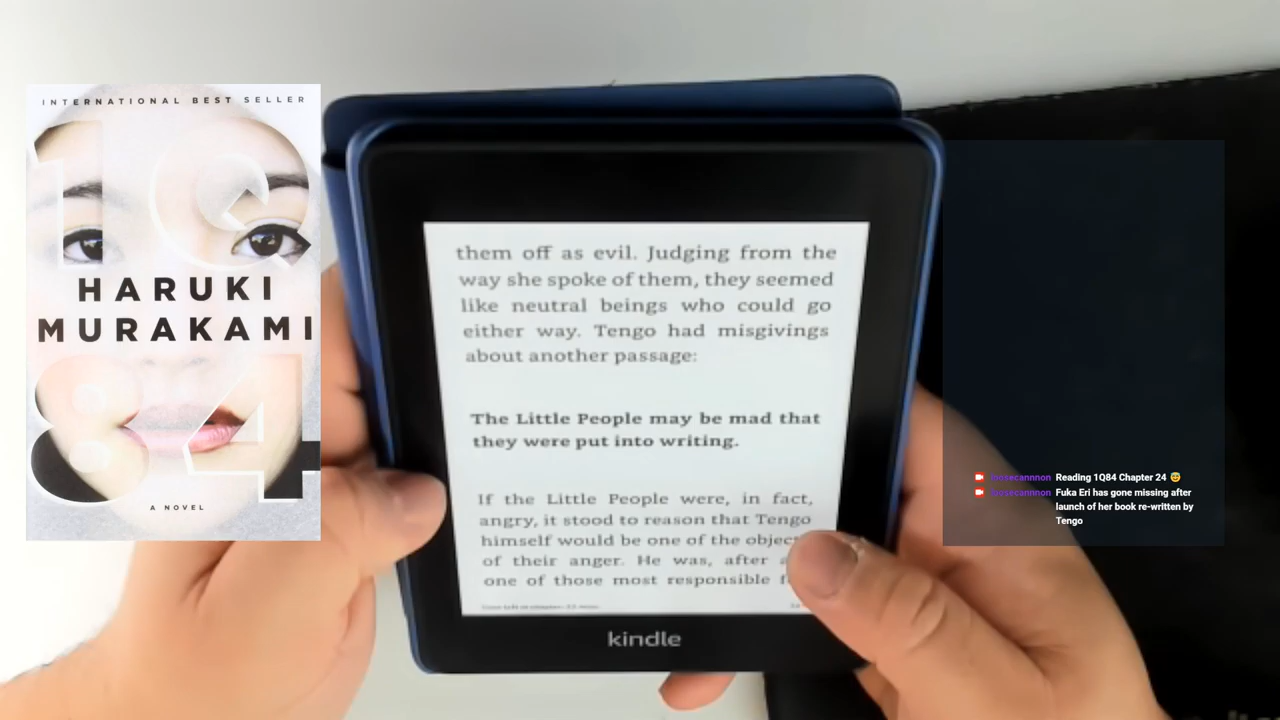 INTERNATIONAL BEST SELLER
1Q
HARUKI
MURAKAMI
84
A NOVEL
them off as evil. Judging from the
way she spoke of them, they seemed
like neutral beings who could go
either way. Tengo had misgivings
about another passage:
The Little People may be mad that
they were put into writing.
If the Little People were, in fact,
angry, it stood to reason that Tengo
himself would be one of the objec
of their anger. He was, after a
one of those most responsible f
kindle
loosecannnon Reading 1Q84 Chapter 24 😇
loosecannnon Fuka Eri has gone missing after
launch of her book re-written by
Tengo